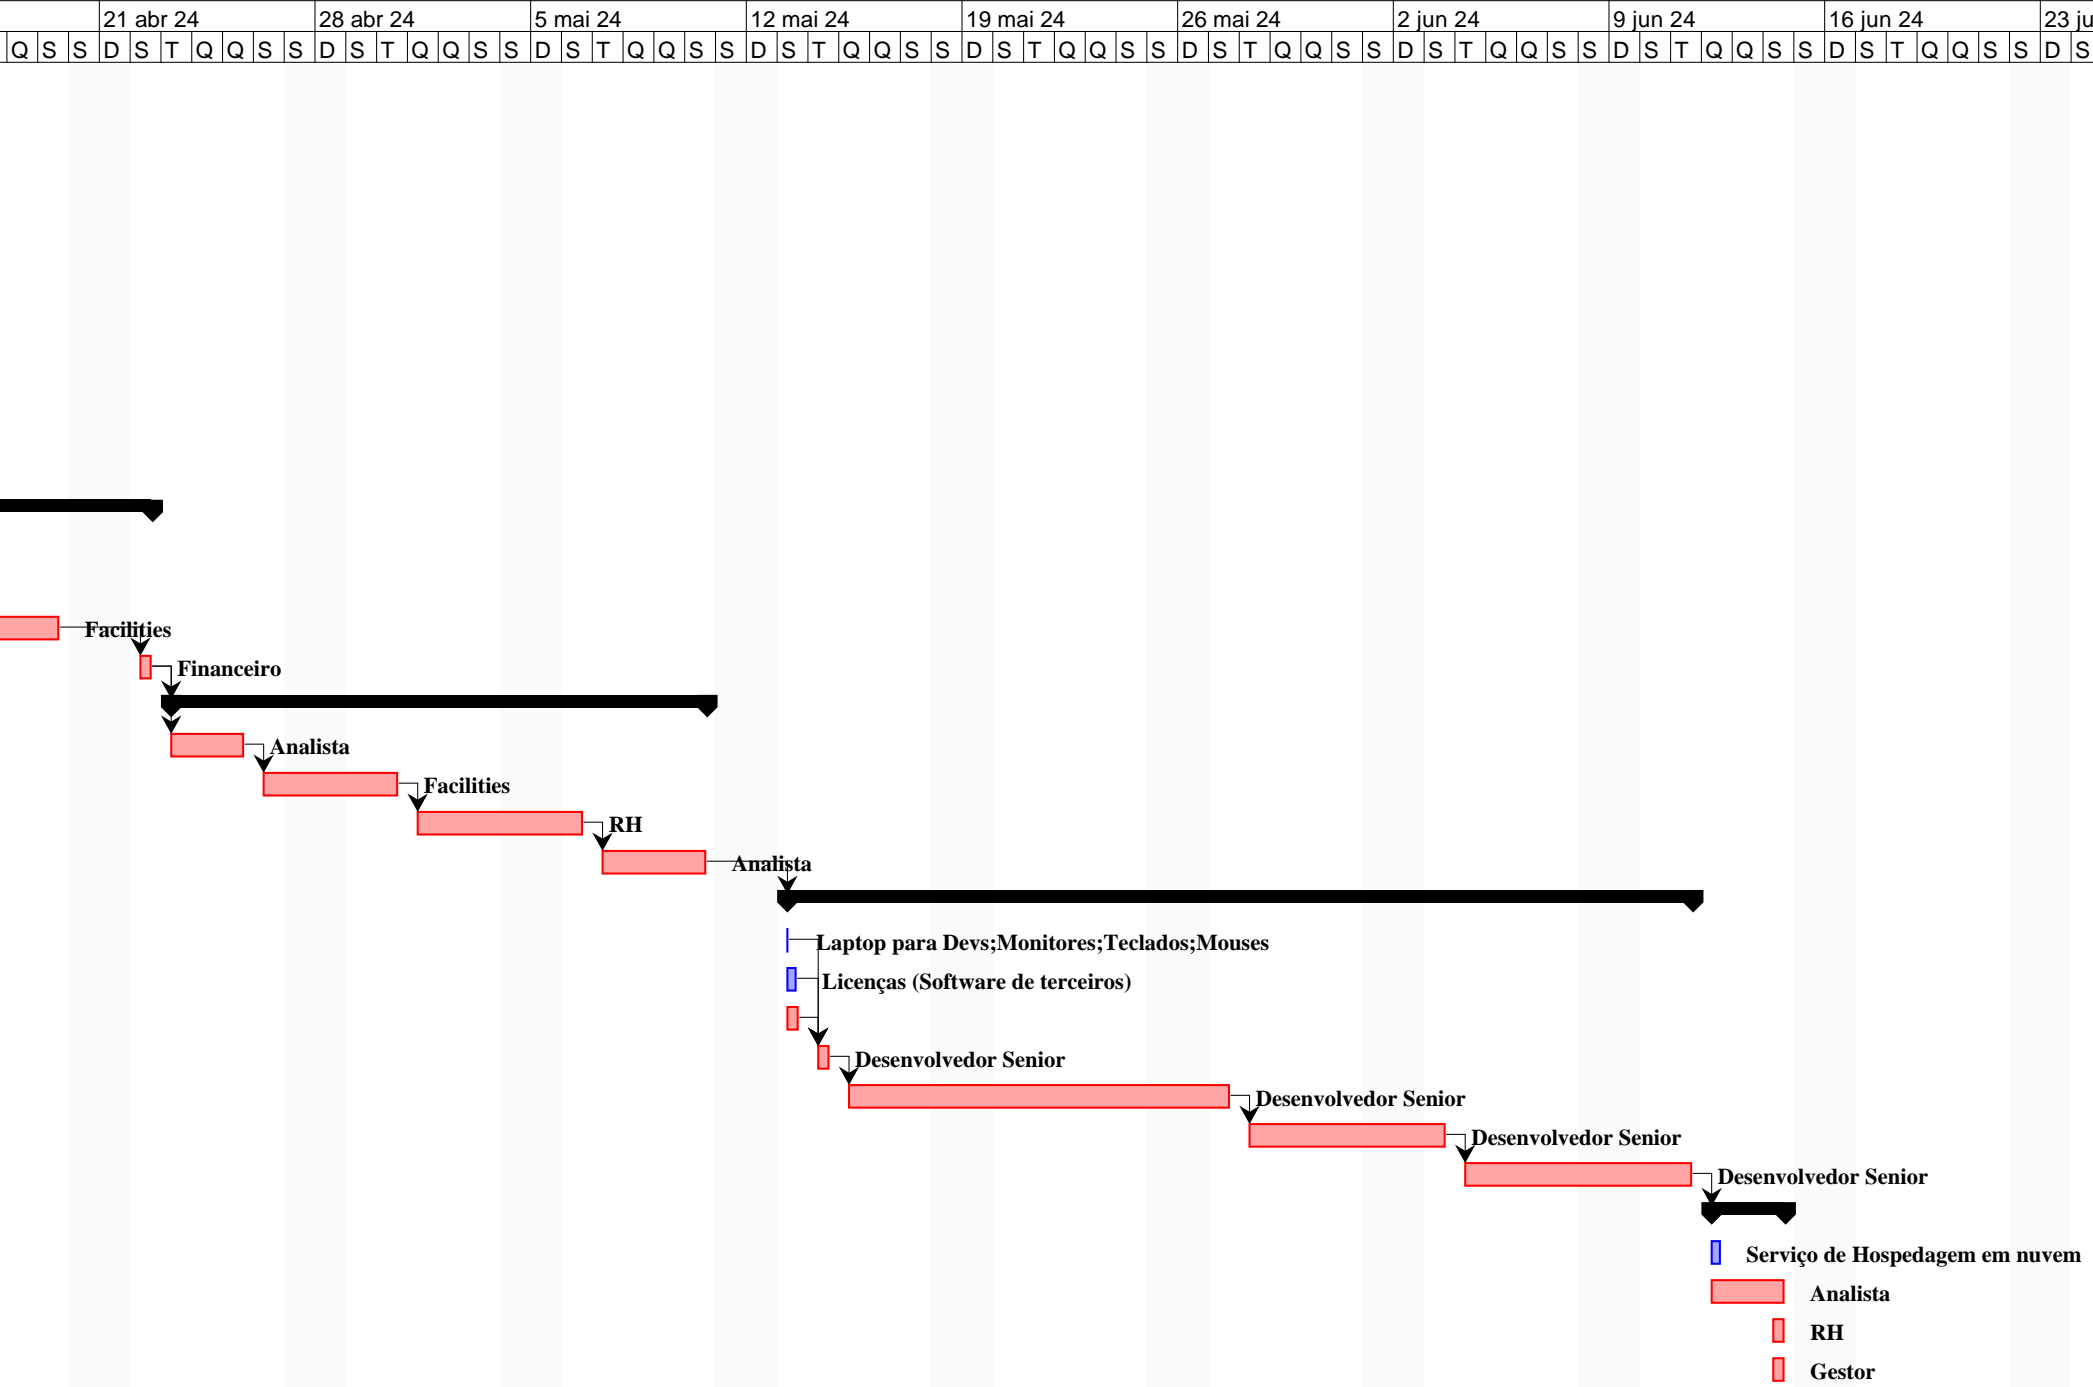 21 abr 24 28 abr 24 5 mai 24 12 mai 24 19 mai 24 26 mai 24 2 jun 24 9 jun 24 16 jun 24 23 ju
Q S S D S T Q Q S S D S T Q Q S S D S T Q Q S S D S T Q Q S S D S T Q Q S S D S T Q Q S S D S T Q Q S S D S T Q Q S S D S T Q Q S S D S
Facilities
Financeiro
Analista
Facilities
RH
Analista
Laptop para Devs;Monitores;Teclados;Mouses
Licenças (Software de terceiros)
Desenvolvedor Senior
Desenvolvedor Senior
Desenvolvedor Senior
Desenvolvedor Senior
Serviço de Hospedagem em nuvem
Analista
RH
Gestor